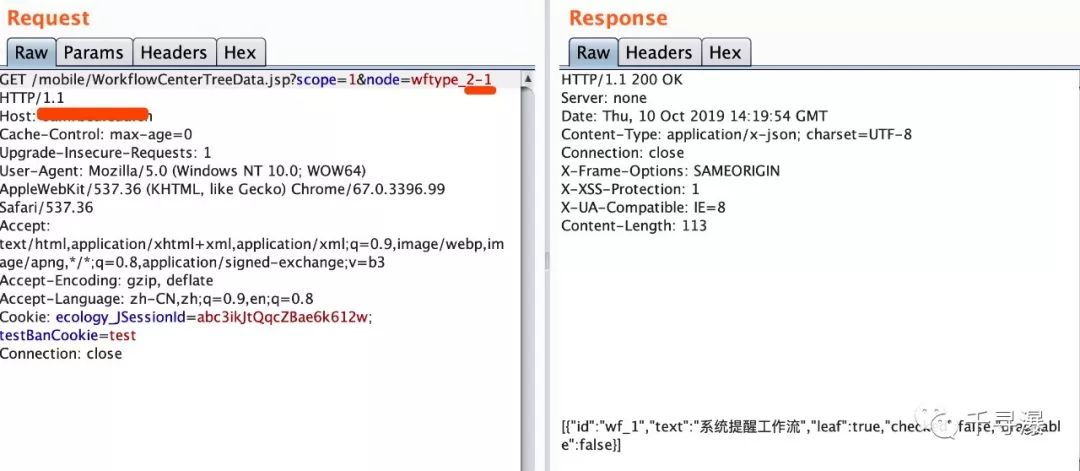 Request
Raw Params Headers Hex
GET /mobile/WorkflowCenterTreeData.jsp?scope=1&node=wftype_2-1
HTTP/1.1
Host:
Cache-Control: max-age=0
Upgrade-Insecure-Requests: 1
User-Agent: Mozilla/5.0 (Windows NT 10.0; WOW64)
AppleWebKit/537.36 (KHTML, like Gecko) Chrome/67.0.3396.99
Safari/537.36
Accept:
text/html,application/xhtml+xml,application/xml;q=0.9,image/webp,im
age/apng,*/*;q=0.8,application/signed-exchange;v=b3
Accept-Encoding: gzip, deflate
Accept-Language: zh-CN,zh;q=0.9,en;q=0.8
Cookie: ecology_JSessionId=abc3ikJtQqcZBae6k612w;
testBanCookie=test
Connection: close
Response
Raw Headers Hex
HTTP/1.1 200 OK
Server: none
Date: Thu, 10 Oct 2019 14:19:54 GMT
Content-Type: application/x-json; charset=UTF-8
Connection: close
X-Frame-Options: SAMEORIGIN
X-XSS-Protection: 1
X-UA-Compatible: IE=8
Content-Length: 113
[{"id":"wf_1","text":"系统提醒工作流","leaf":true,"check false,
le":false}]
千寻瀑